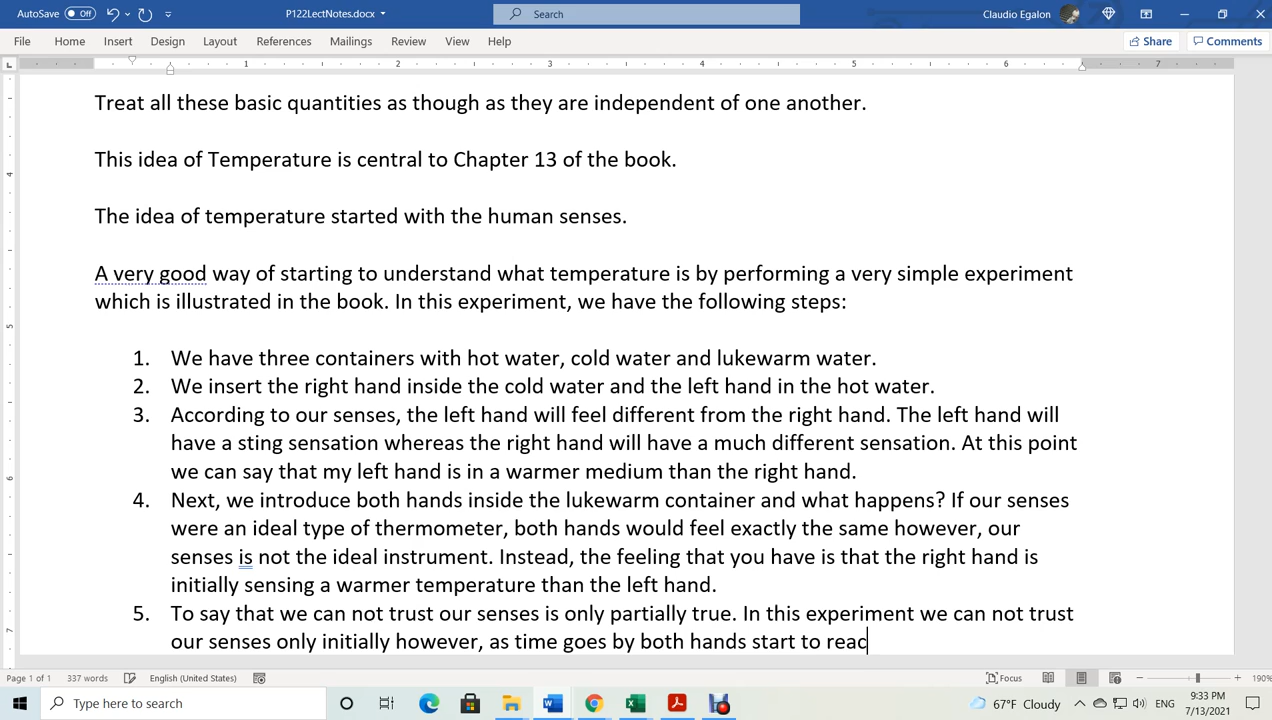 AutoSave Off P122LectNotes.docx Search Claudio Egalon
File Home Insert Design Layout References Mailings Review View Help Share Comments
1 2 3 4 5 6 7
Treat all these basic quantities as though as they are independent of one another.
This idea of Temperature is central to Chapter 13 of the book.
The idea of temperature started with the human senses.
A very good way of starting to understand what temperature is by performing a very simple experiment
which is illustrated in the book. In this experiment, we have the following steps:
1. We have three containers with hot water, cold water and lukewarm water.
2. We insert the right hand inside the cold water and the left hand in the hot water.
3. According to our senses, the left hand will feel different from the right hand. The left hand will
have a sting sensation whereas the right hand will have a much different sensation. At this point
we can say that my left hand is in a warmer medium than the right hand.
4. Next, we introduce both hands inside the lukewarm container and what happens? If our senses
were an ideal type of thermometer, both hands would feel exactly the same however, our
senses is not the ideal instrument. Instead, the feeling that you have is that the right hand is
initially sensing a warmer temperature than the left hand.
5. To say that we can not trust our senses is only partially true. In this experiment we can not trust
our senses only initially however, as time goes by both hands start to reac
Page 1 of 1 337 words English (United States) Focus 190%
Type here to search 67°F Cloudy ENG 9:33 PM
7/13/2021